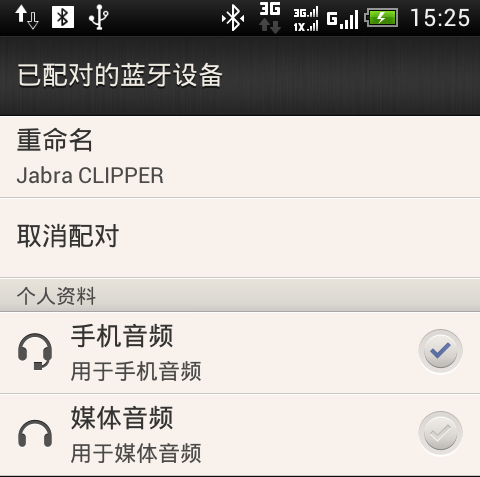 3G 3G 1X G 15:25
已配对的蓝牙设备
重命名
Jabra CLIPPER
取消配对
个人资料
手机音频
用于手机音频
媒体音频
用于媒体音频